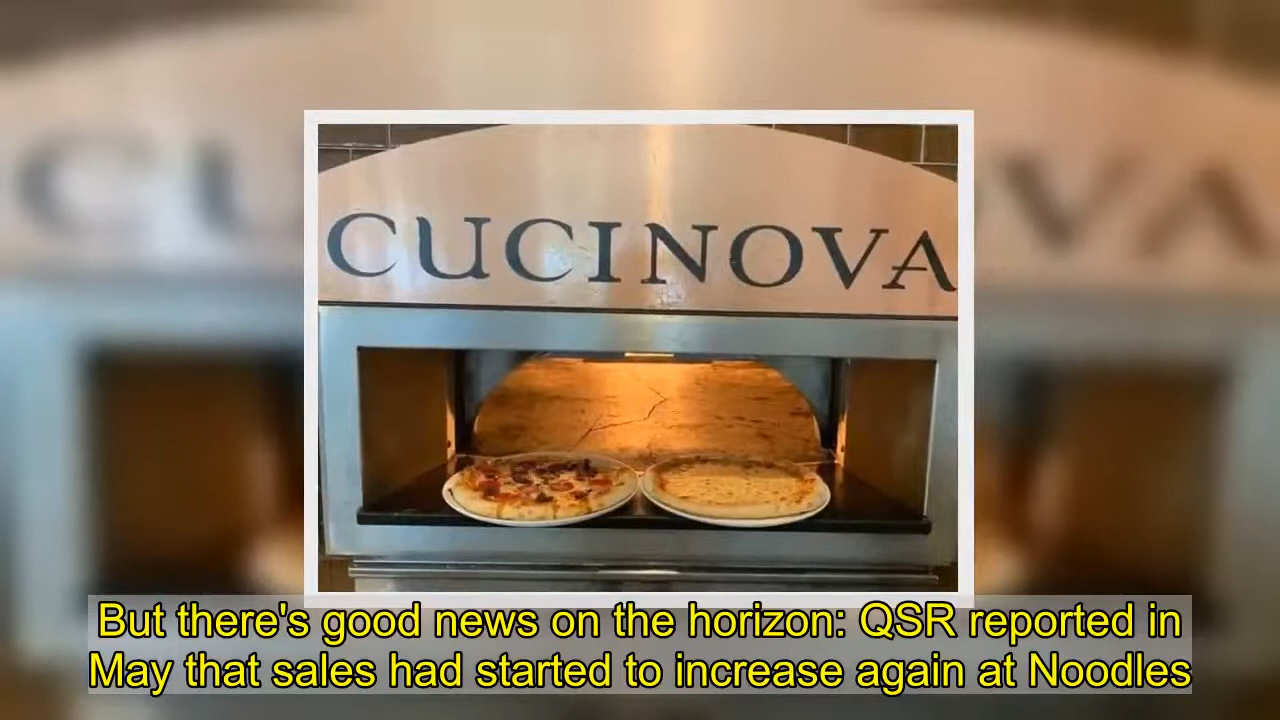 CUCINOVA
But there's good news on the horizon: QSR reported in
May that sales had started to increase again at Noodles